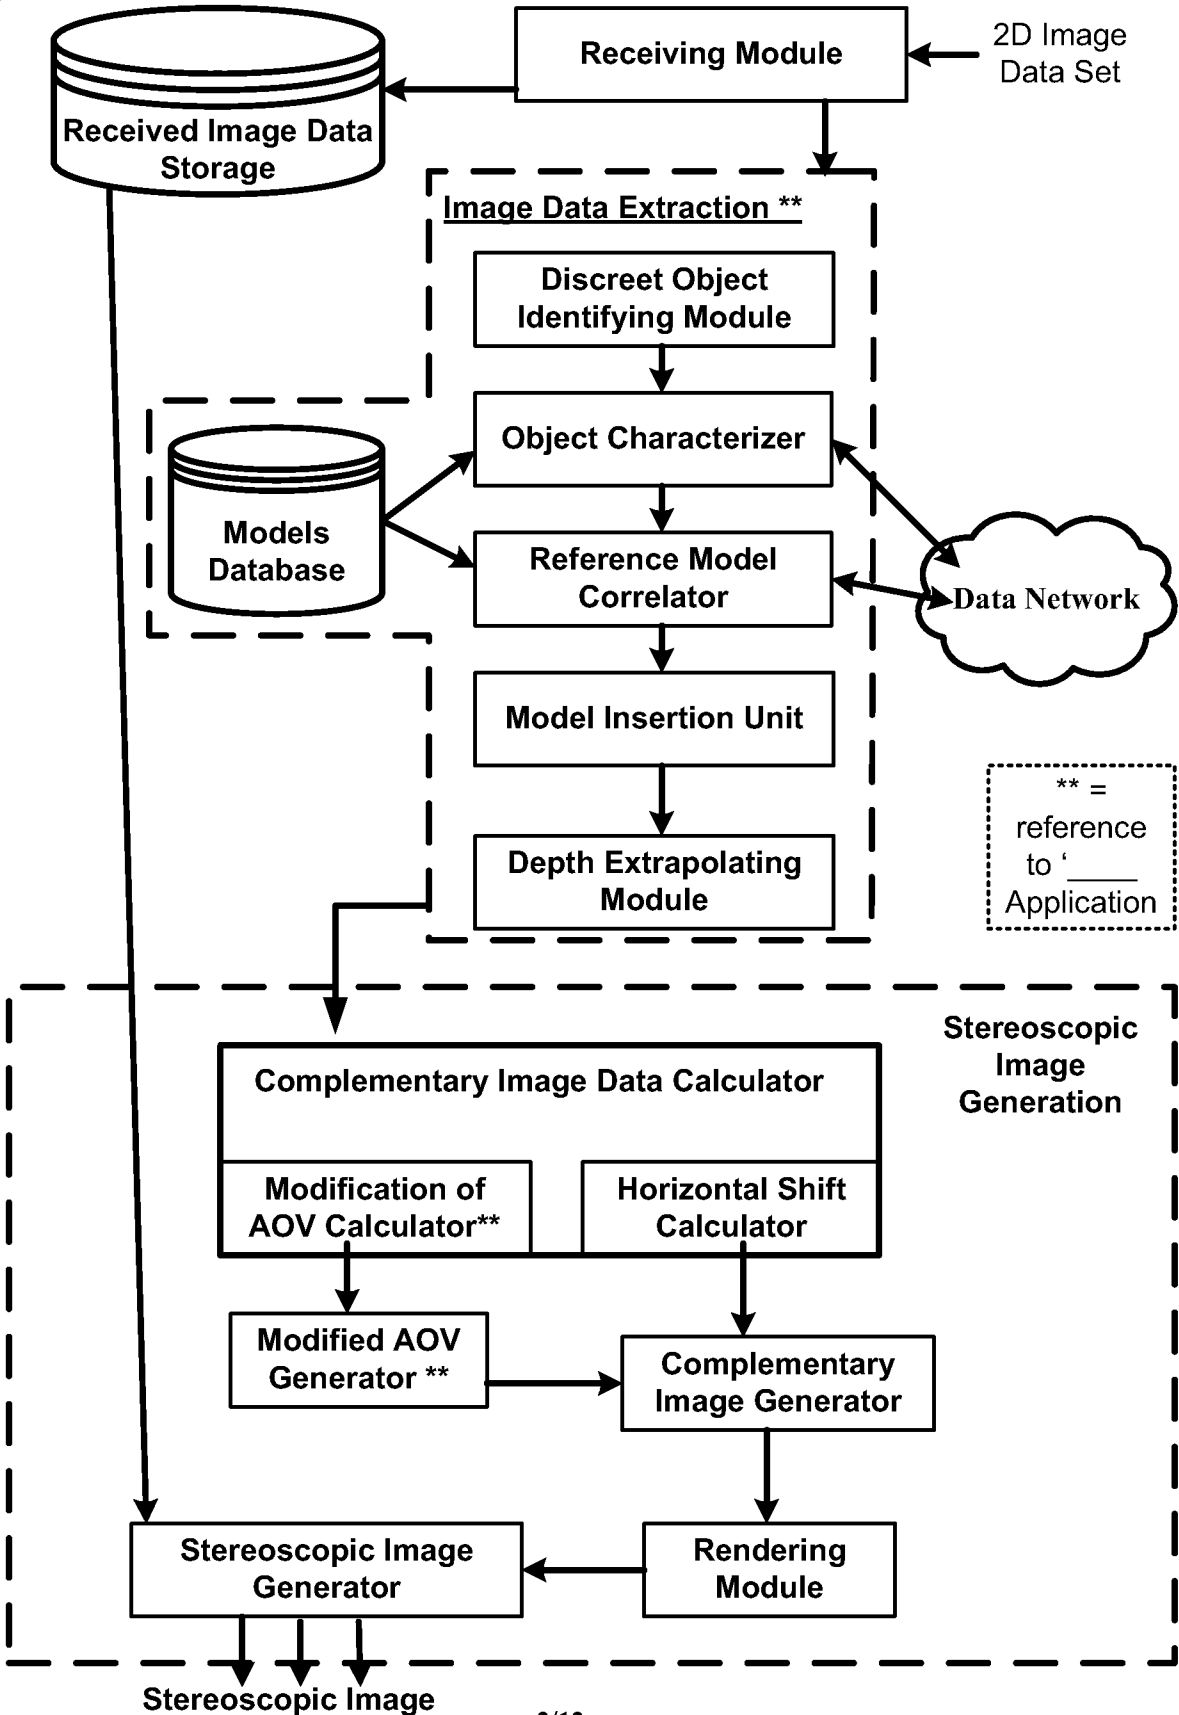 Receiving Module
2D Image
Data Set
Received Image Data
Storage
Image Data Extraction **
Discreet Object
Identifying Module
Object Characterizer
Models
Database
Reference Model
Correlator
Data Network
Model Insertion Unit
** =
reference
to ‘____
Application
Depth Extrapolating
Module
Stereoscopic
Image
Generation
Complementary Image Data Calculator
Modification of
AOV Calculator**
Horizontal Shift
Calculator
Modified AOV
Generator **
Complementary
Image Generator
Stereoscopic Image
Generator
Rendering
Module
Stereoscopic Image